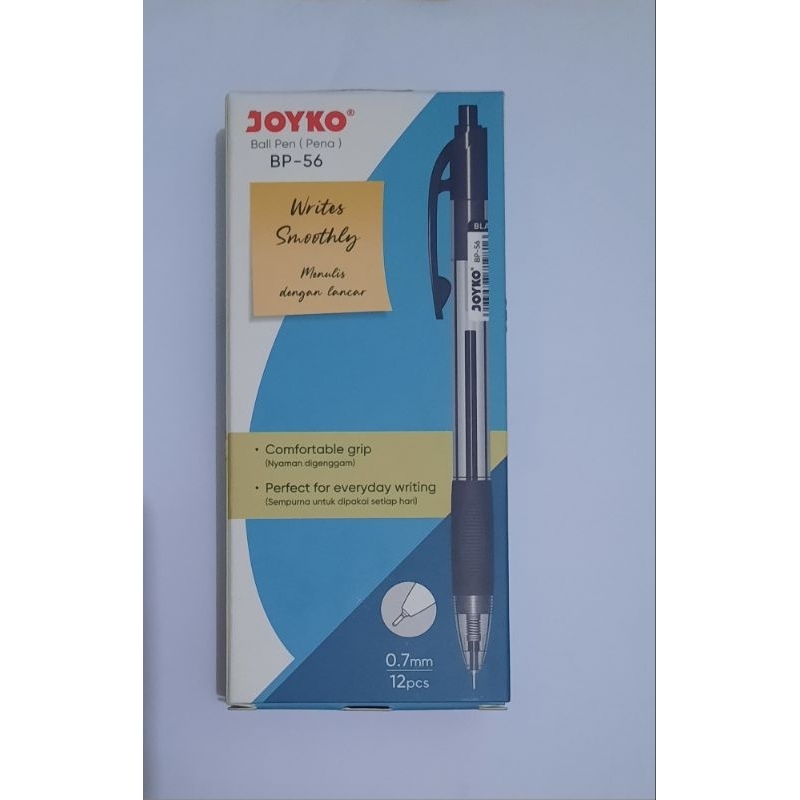 JOYKO®
Ball Pen ( Pena )
BP-56
Writes
Smoothly
Menulis
dengan lancar
BLA
BP-56
JOYKO®
• Comfortable grip
(Nyaman digenggam)
• Perfect for everyday writing
(Sempurna untuk dipakai setiap hari)
0.7mm
12pcs